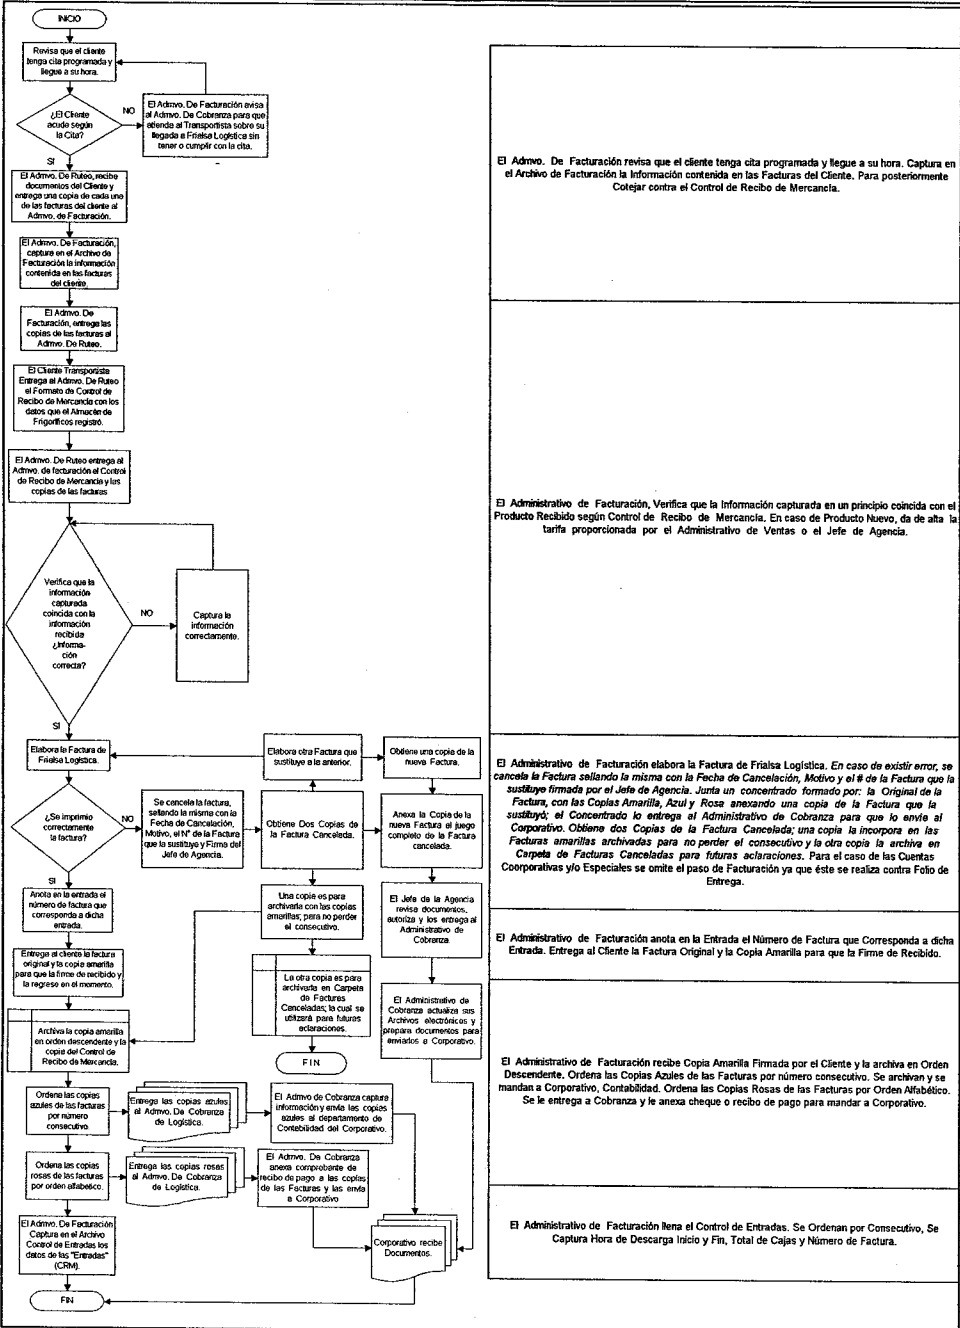 INICIO
Revisa que el cliente
tenga cita programada y
llegue a su hora.
¿El Cliente
acude según
la Cita?
NO
El Admvo. De Facturación avisa
al Admvo. De Cobranza para que
atienda al Transportista sobre su
llegada a Frialsa Logística sin
tener o cumplir con la cita.
SI
El Admvo. De Ruteo, recibe
documentos del Cliente y
entrega una copia de cada una
de las facturas del cliente al
Admvo. de Facturación.
El Admvo. De Facturación,
captura en el Archivo de
Facturación la información
contenida en las facturas
del cliente.
El Admvo. De
Facturación, entrega las
copias de las facturas al
Admvo. De Ruteo.
El Cliente Transportista
Entrega al Admvo. De Ruteo
el Formato de Control de
Recibo de Mercancía con los
datos que el Almacén de
Frigoríficos registró.
El Admvo. De Ruteo entrega al
Admvo. de facturación el Control
de Recibo de Mercancía y las
copias de las facturas
Verifica que la
información
capturada
coincida con la
información
recibida
¿Informa-
ción
correcta?
NO
Captura la
información
correctamente.
SI
Elabora la Factura de
Frialsa Logística.
Elabora otra Factura que
sustituye a la anterior.
Obtiene una copia de la
nueva Factura.
¿Se imprimio
correctamente
la factura?
NO
Se cancela la factura,
sellando la misma con la
Fecha de Cancelación,
Motivo, el N° de la Factura
que la sustituye y Firma del
Jefe de Agencia.
Obtiene Dos Copias de
la Factura Cancelada.
Anexa la Copia de la
nueva Factura al juego
completo de la Factura
cancelada.
SI
Anota en la entrada el
número de factura que
corresponda a dicha
entrada.
Una copia es para
archivarla con las copias
amarillas; para no perder
el consecutivo.
El Jefe de la Agencia
revisa documentos,
autoriza y los entrega al
Administrativo de
Cobranza.
Entrega al cliente la factura
original y la copia amarilla
para que la firme de recibido y
la regrese en el momento.
La otra copia es para
archivarla en Carpeta
de Facturas
Canceladas; la cual se
utilizará para futuras
aclaraciones.
El Administrativo de
Cobranza actualiza sus
Archivos electrónicos y
prepara documentos para
enviarlos a Corporativo.
Archiva la copia amarilla
en orden descendente y la
copia del Control de
Recibo de Mercancía.
FIN
Ordena las copias
azules de las facturas
por número
consecutivo.
Entrega las copias azules
al Admvo. De Cobranza
de Logística.
El Admvo de Cobranza captura
información y envía las copias
azules al departamento de
Contabilidad del Corporativo.
Ordena las copias
rosas de las facturas
por orden alfabético.
Entrega las copias rosas
al Admvo. De Cobranza
de Logística.
El Admvo. De Cobranza
anexa comprobante de
recibo de pago a las copias
de las Facturas y las envía
a Corporativo
El Admvo. De Facturación
Captura en el Archivo
Control de Entradas los
datos de las "Entradas"
(CRM).
Corporativo recibe
Documentos.
FIN
El Admvo. De Facturación revisa que el cliente tenga cita programada y llegue a su hora. Captura en
el Archivo de Facturación la Información contenida en las Facturas del Cliente. Para posteriormente
Cotejar contra el Control de Recibo de Mercancía.
El Administrativo de Facturación, Verifica que la Información capturada en un principio coincida con el
Producto Recibido según Control de Recibo de Mercancía. En caso de Producto Nuevo, da de alta la
tarifa proporcionada por el Administrativo de Ventas o el Jefe de Agencia.
El Administrativo de Facturación elabora la Factura de Frialsa Logística. En caso de existir error, se
cancela la Factura sellando la misma con la Fecha de Cancelación, Motivo y el # de la Factura que la
sustituye firmada por el Jefe de Agencia. Junta un concentrado formado por: la Original de la
Factura, con las Copias Amarilla, Azul y Rosa anexando una copia de la Factura que la
sustituyó; el Concentrado lo entrega al Administrativo de Cobranza para que lo envíe al
Corporativo. Obtiene dos Copias de la Factura Cancelada; una copia la incorpora en las
Facturas amarillas archivadas para no perder el consecutivo y la otra copia la archiva en
Carpeta de Facturas Canceladas para futuras aclaraciones. Para el caso de las Cuentas
Coorporativas y/o Especiales se omite el paso de Facturación ya que éste se realiza contra Folio de
Entrega.
El Administrativo de Facturación anota en la Entrada el Número de Factura que Corresponda a dicha
Entrada. Entrega al Cliente la Factura Original y la Copia Amarilla para que la Firme de Recibido.
El Administrativo de Facturación recibe Copia Amarilla Firmada por el Cliente y la archiva en Orden
Descendente. Ordena las Copias Azules de las Facturas por número consecutivo. Se archivan y se
mandan a Corporativo, Contabilidad. Ordena las Copias Rosas de las Facturas por Orden Alfabético.
Se le entrega a Cobranza y le anexa cheque o recibo de pago para mandar a Corporativo.
El Administrativo de Facturación llena el Control de Entradas. Se Ordenan por Consecutivo, Se
Captura Hora de Descarga Inicio y Fin, Total de Cajas y Número de Factura.